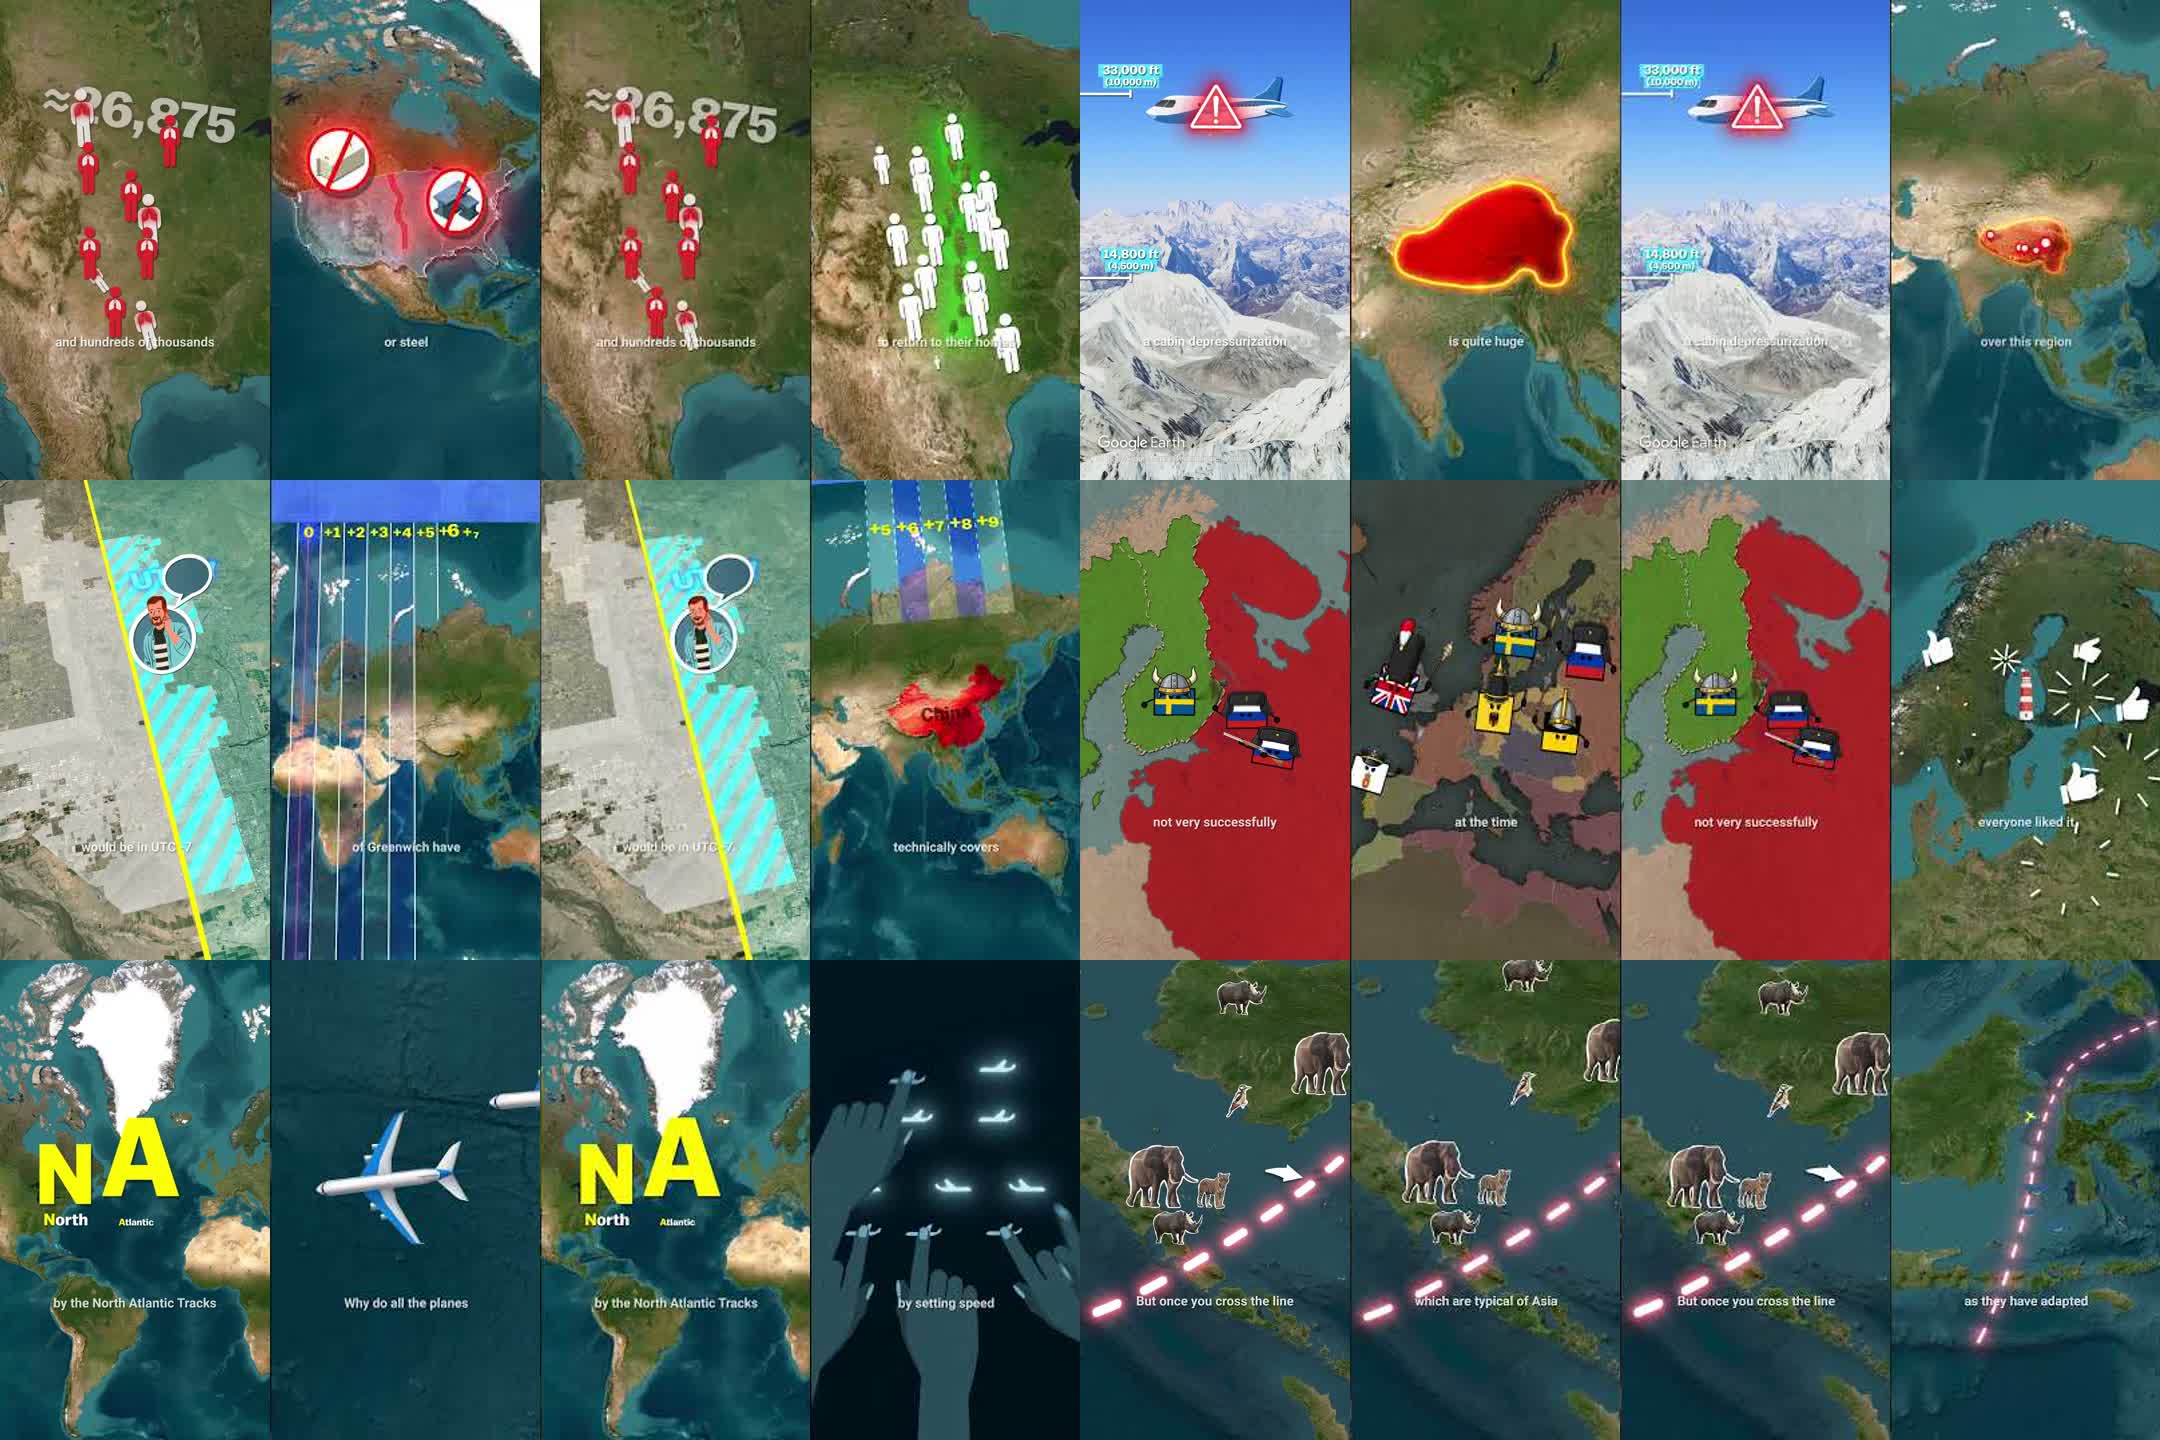 ≈26,875
and hundreds of thousands
or steel
≈26,875
and hundreds of thousands
to return to their homes
33,000 ft
(10,000 m)
14,800 ft
(4,500 m)
a cabin depressurization
Google Earth
is quite huge
33,000 ft
(10,000 m)
14,800 ft
(4,500 m)
a cabin depressurization
Google Earth
over this region
would be in UTC+7
0 +1 +2 +3 +4 +5 +6 +7
of Greenwich have
would be in UTC+7
+5 +6 +7 +8 +9
China
technically covers
not very successfully
at the time
not very successfully
everyone liked it
NA
North Atlantic
by the North Atlantic Tracks
Why do all the planes
NA
North Atlantic
by the North Atlantic Tracks
by setting speed
But once you cross the line
which are typical of Asia
But once you cross the line
as they have adapted